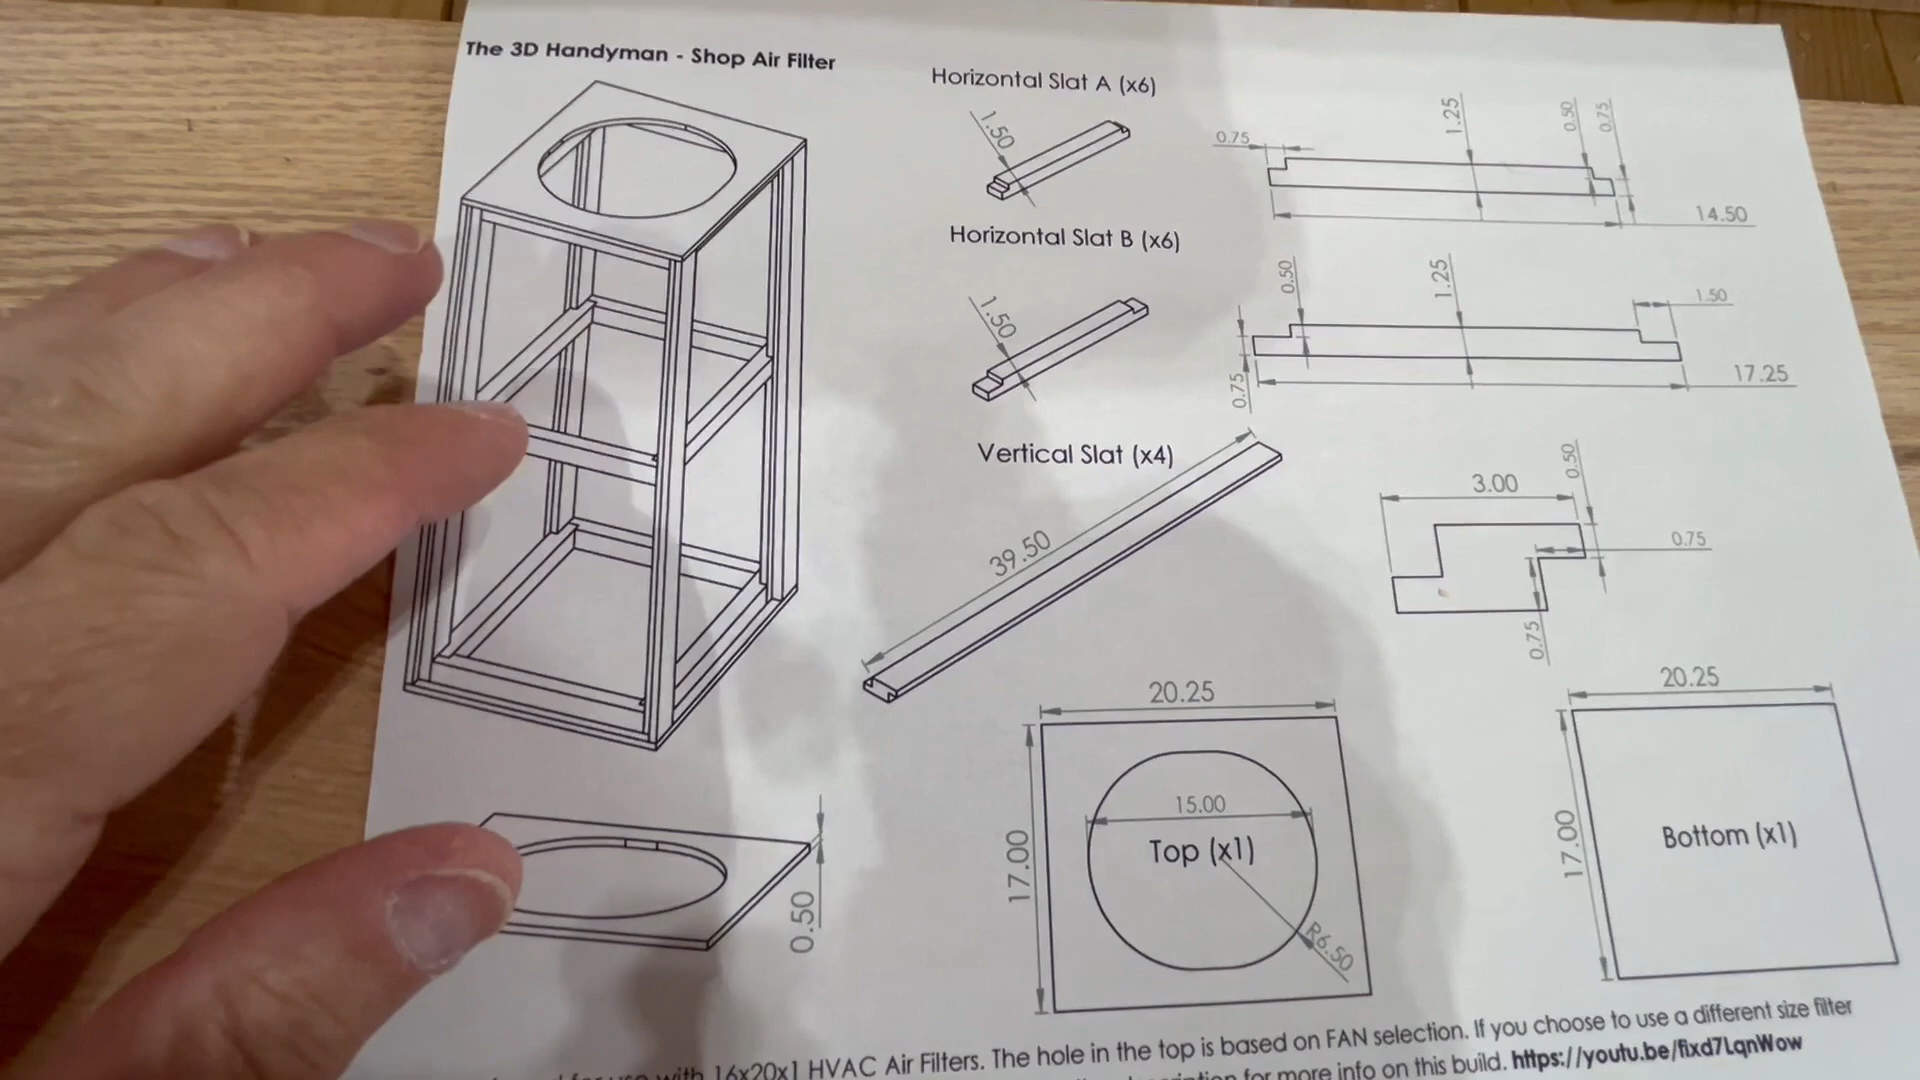 The 3D Handyman - Shop Air Filter
Horizontal Slat A (x6)
1.50
0.75
1.25
0.50
0.75
14.50
Horizontal Slat B (x6)
1.50
0.50
1.25
1.50
0.75
17.25
Vertical Slat (x4)
39.50
3.00
0.50
0.75
0.75
20.25
17.00
15.00
Top (x1)
R6.50
20.25
17.00
Bottom (x1)
0.50
with 16x20x1 HVAC Air Filters. The hole in the top is based on FAN selection. If you choose to use a different size filter
for more info on this build. https://youtu.be/fixd7LqnWow